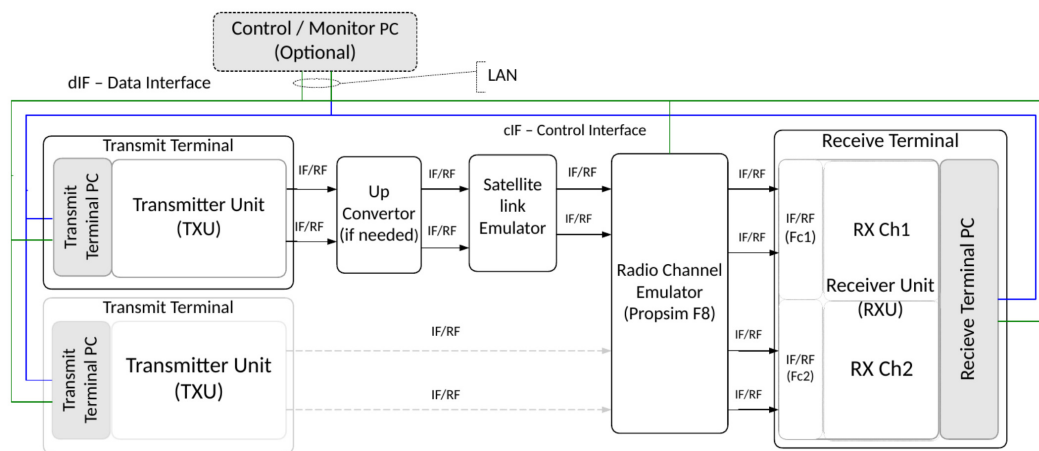 Control / Monitor PC
(Optional)
dIF – Data Interface
LAN
cIF – Control Interface
Transmit Terminal
Transmit
Terminal PC
Transmitter Unit
(TXU)
IF/RF
IF/RF
Up
Convertor
(if needed)
IF/RF
IF/RF
Satellite
link
Emulator
IF/RF
IF/RF
Radio Channel
Emulator
(Propsim F8)
IF/RF
IF/RF
IF/RF
IF/RF
Receive Terminal
IF/RF
(Fc1)
RX Ch1
Receiver Unit
(RXU)
IF/RF
(Fc2)
RX Ch2
Recieve Terminal PC
Transmit Terminal
Transmit
Terminal PC
Transmitter Unit
(TXU)
IF/RF
IF/RF